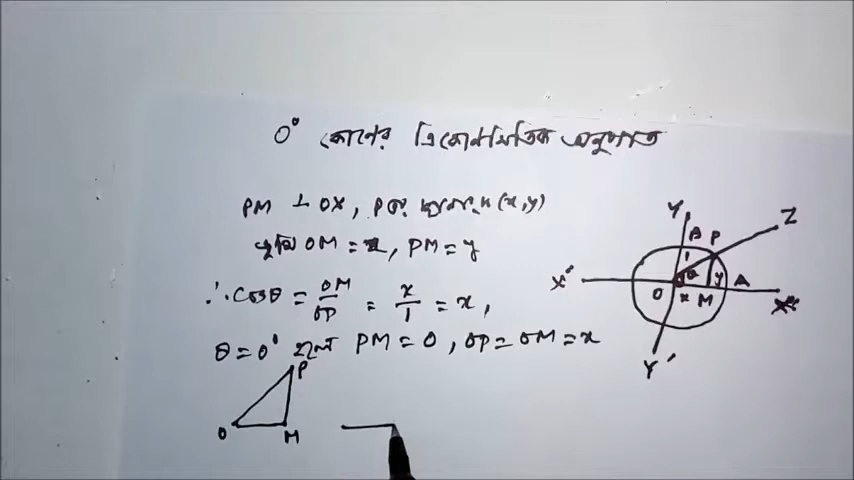 0° কোণের ত্রিকোণমিতিক অনুপাত
PM ⊥ OX, P এর স্থানাংক (x,y)
ভূমি OM = x, PM = y
∴ Cosθ = OM/OP = x/1 = x,
θ = 0° হলে PM = 0, OP = OM = x
P
O M
Y
B P Z
1
θ
X' O x M y A X
Y'